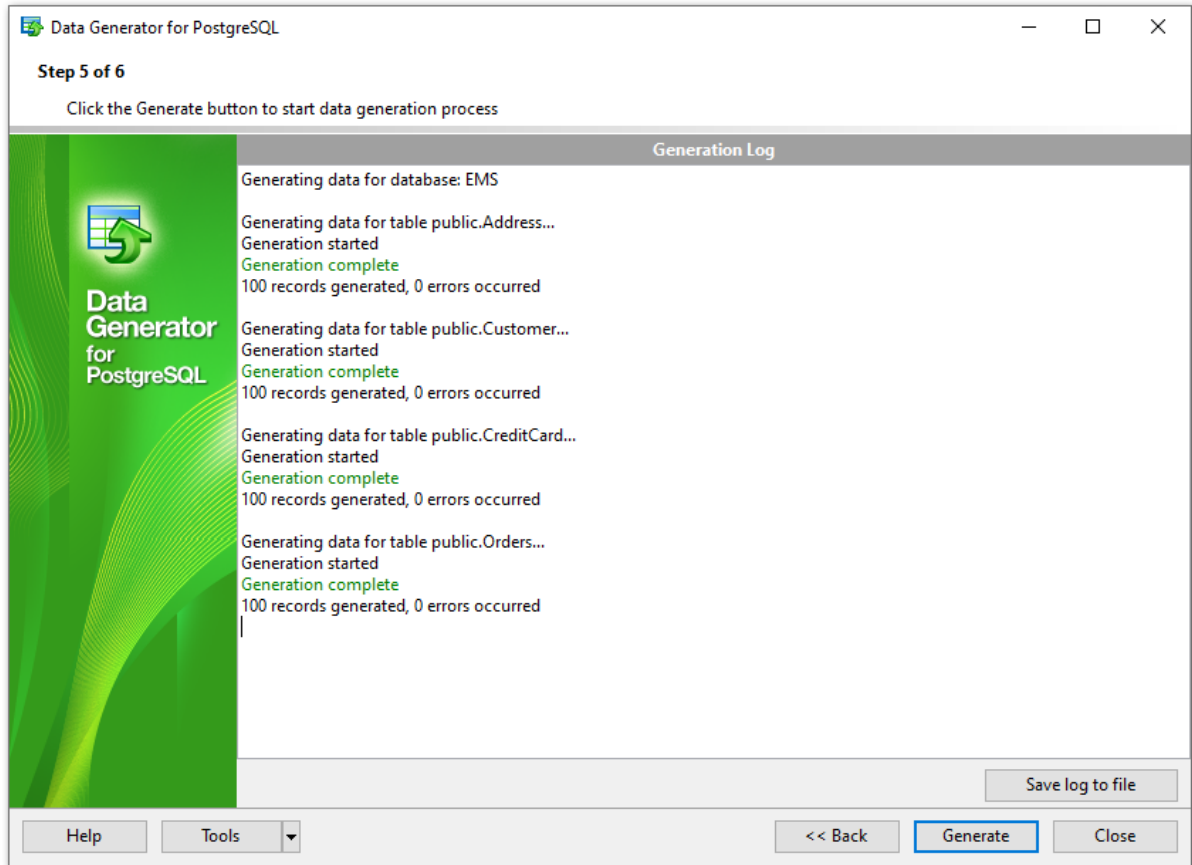 Data Generator for PostgreSQL
Step 5 of 6
Click the Generate button to start data generation process
Data
Generator
for
PostgreSQL
Generation Log
Generating data for database: EMS
Generating data for table public.Address...
Generation started
Generation complete
100 records generated, 0 errors occurred
Generating data for table public.Customer...
Generation started
Generation complete
100 records generated, 0 errors occurred
Generating data for table public.CreditCard...
Generation started
Generation complete
100 records generated, 0 errors occurred
Generating data for table public.Orders...
Generation started
Generation complete
100 records generated, 0 errors occurred
Save log to file
Help Tools << Back Generate Close